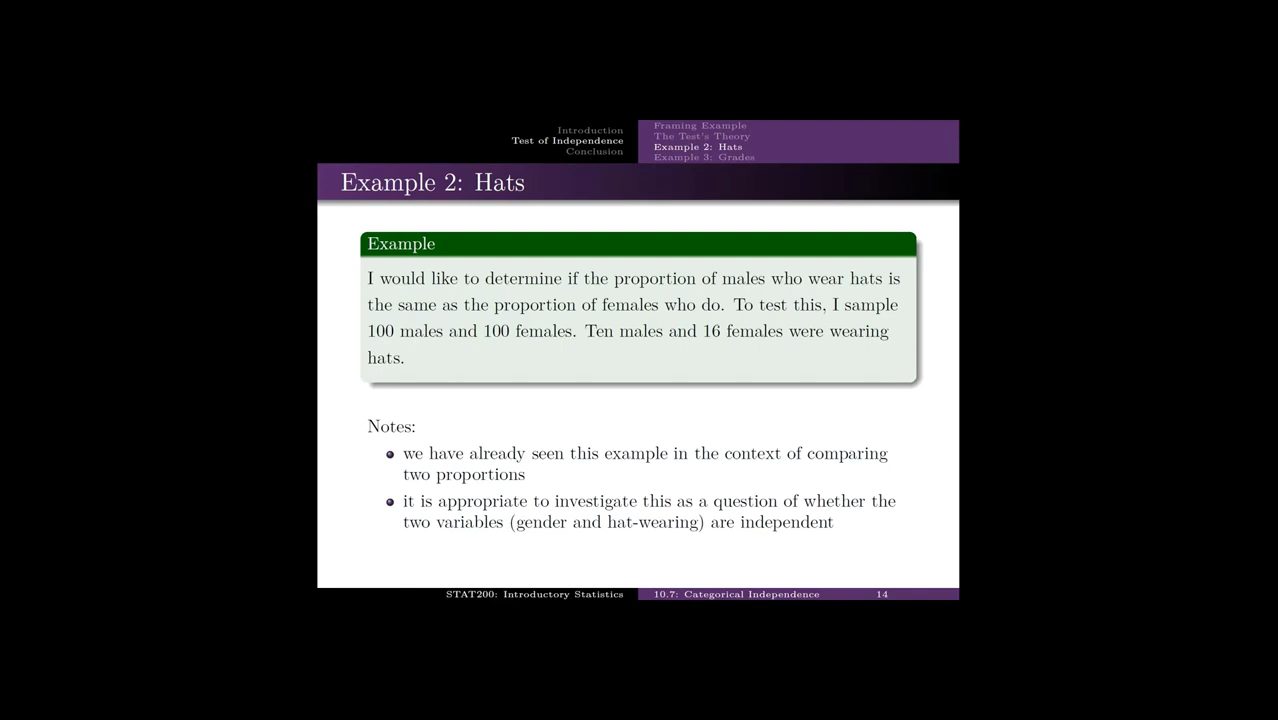 Introduction
Test of Independence
Conclusion
Framing Example
The Test's Theory
Example 2: Hats
Example 3: Grades
Example 2: Hats
Example
I would like to determine if the proportion of males who wear hats is
the same as the proportion of females who do. To test this, I sample
100 males and 100 females. Ten males and 16 females were wearing
hats.
Notes:
we have already seen this example in the context of comparing
two proportions
it is appropriate to investigate this as a question of whether the
two variables (gender and hat-wearing) are independent
STAT200: Introductory Statistics
10.7: Categorical Independence
14